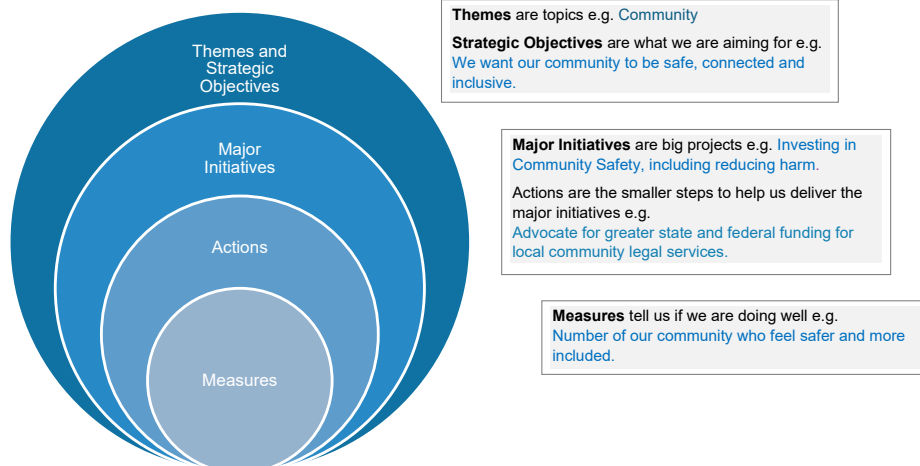 Themes and
Strategic
Objectives
Major
Initiatives
Actions
Measures
Themes are topics e.g. Community
Strategic Objectives are what we are aiming for e.g.
We want our community to be safe, connected and
inclusive.
Major Initiatives are big projects e.g. Investing in
Community Safety, including reducing harm.
Actions are the smaller steps to help us deliver the
major initiatives e.g.
Advocate for greater state and federal funding for
local community legal services.
Measures tell us if we are doing well e.g.
Number of our community who feel safer and more
included.